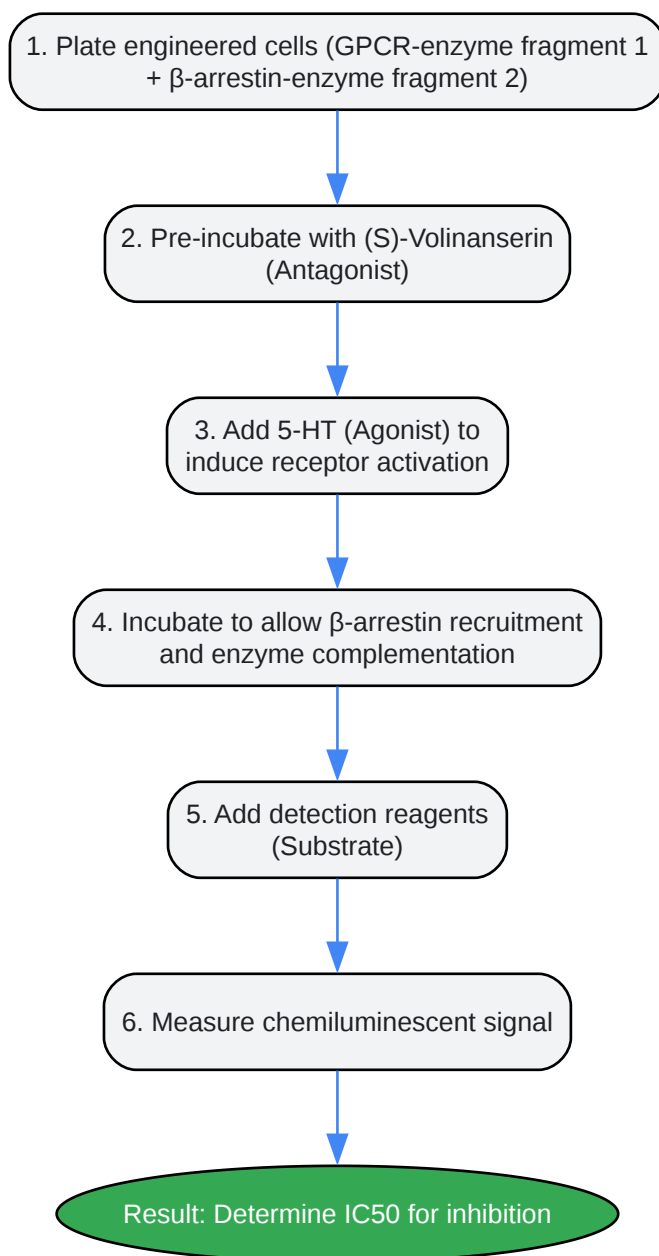 1. Plate engineered cells (GPCR-enzyme fragment 1
+ β-arrestin-enzyme fragment 2)
2. Pre-incubate with (S)-Volinanserin
(Antagonist)
3. Add 5-HT (Agonist) to
induce receptor activation
4. Incubate to allow β-arrestin recruitment
and enzyme complementation
5. Add detection reagents
(Substrate)
6. Measure chemiluminescent signal
Result: Determine IC50 for inhibition